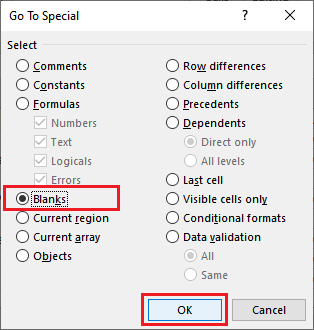 Go To Special
?
Select
Comments
Constants
Formulas
Numbers
Text
Logicals
Errors
Blanks
Current region
Current array
Objects
Row differences
Column differences
Precedents
Dependents
Direct only
All levels
Last cell
Visible cells only
Conditional formats
Data validation
All
Same
OK
Cancel